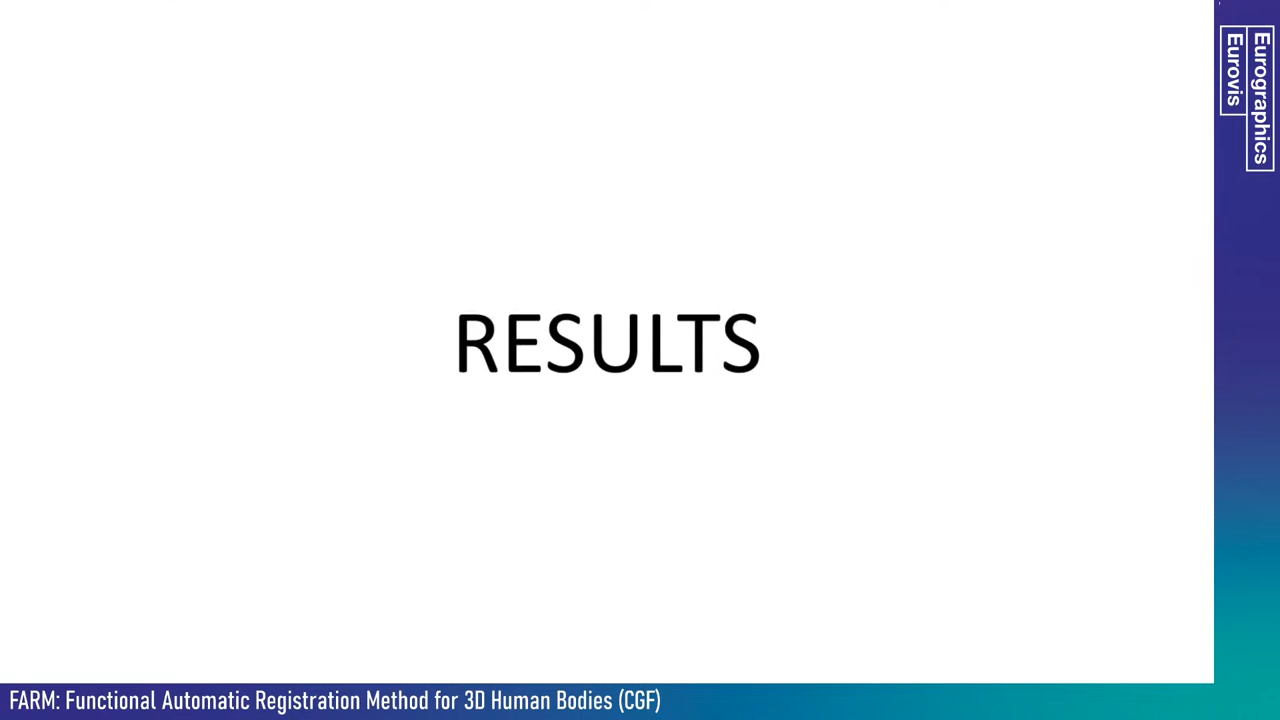 RESULTS
Eurographics
Eurovis
FARM: Functional Automatic Registration Method for 3D Human Bodies (CGF)